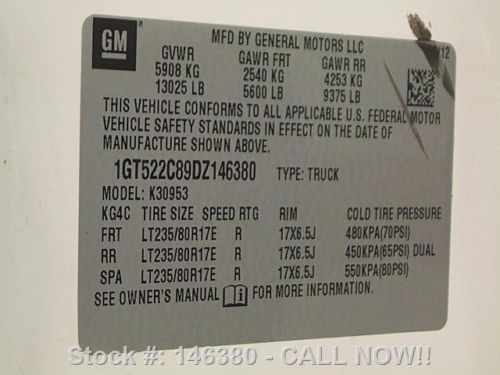 GM
MFD BY GENERAL MOTORS LLC
/12
GVWR GAWR FRT GAWR RR
5908 KG 2540 KG 4253 KG
13025 LB 5600 LB 9375 LB
THIS VEHICLE CONFORMS TO ALL APPLICABLE U.S. FEDERAL MOTOR
VEHICLE SAFETY STANDARDS IN EFFECT ON THE DATE OF
MANUFACTURE SHOWN ABOVE.
1GT522C89DZ146380 TYPE: TRUCK
MODEL: K30953
KG4C TIRE SIZE SPEED RTG RIM COLD TIRE PRESSURE
FRT LT235/80R17E R 17X6.5J 480KPA(70PSI)
RR LT235/80R17E R 17X6.5J 450KPA(65PSI) DUAL
SPA LT235/80R17E R 17X6.5J 550KPA(80PSI)
SEE OWNER'S MANUAL i FOR MORE INFORMATION.
Stock #: 146380 - CALL NOW!!